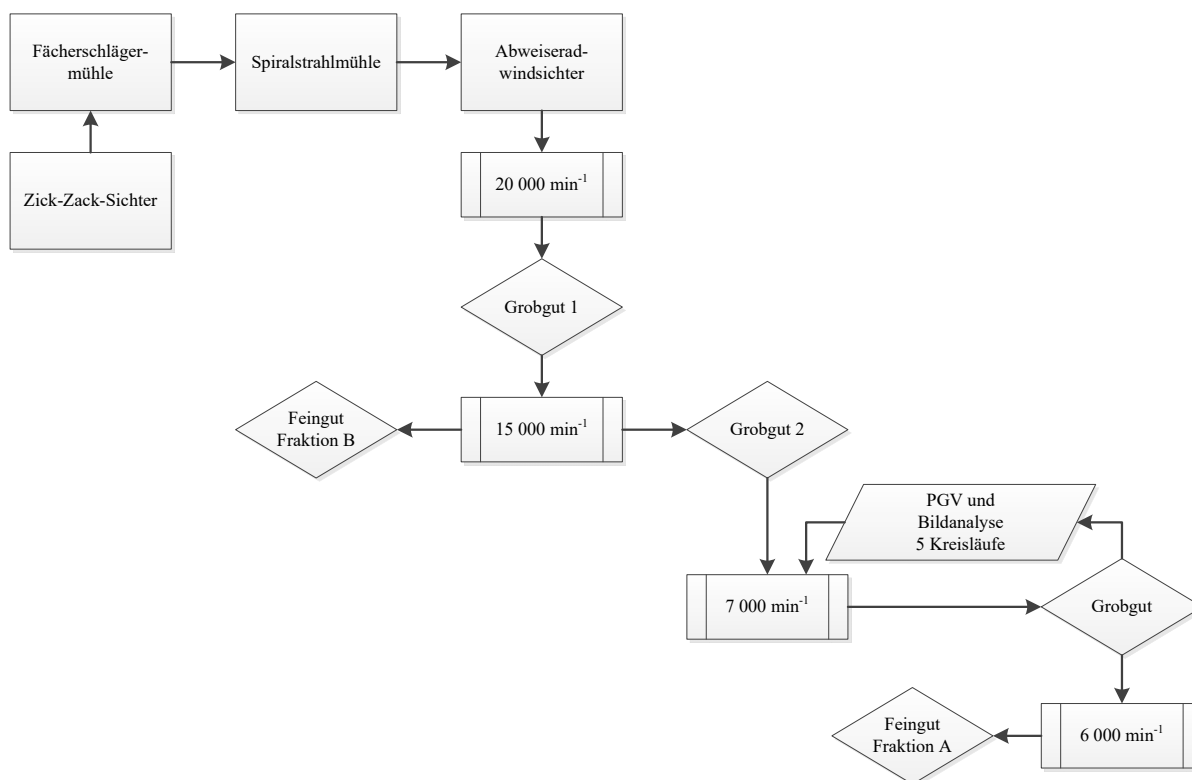 Fächerschläger-
mühle
Spiralstrahlmühle
Abweiserad-
windsichter
Zick-Zack-Sichter
20 000 min⁻¹
Grobgut 1
Feingut
Fraktion B
15 000 min⁻¹
Grobgut 2
PGV und
Bildanalyse
5 Kreisläufe
7 000 min⁻¹
Grobgut
Feingut
Fraktion A
6 000 min⁻¹